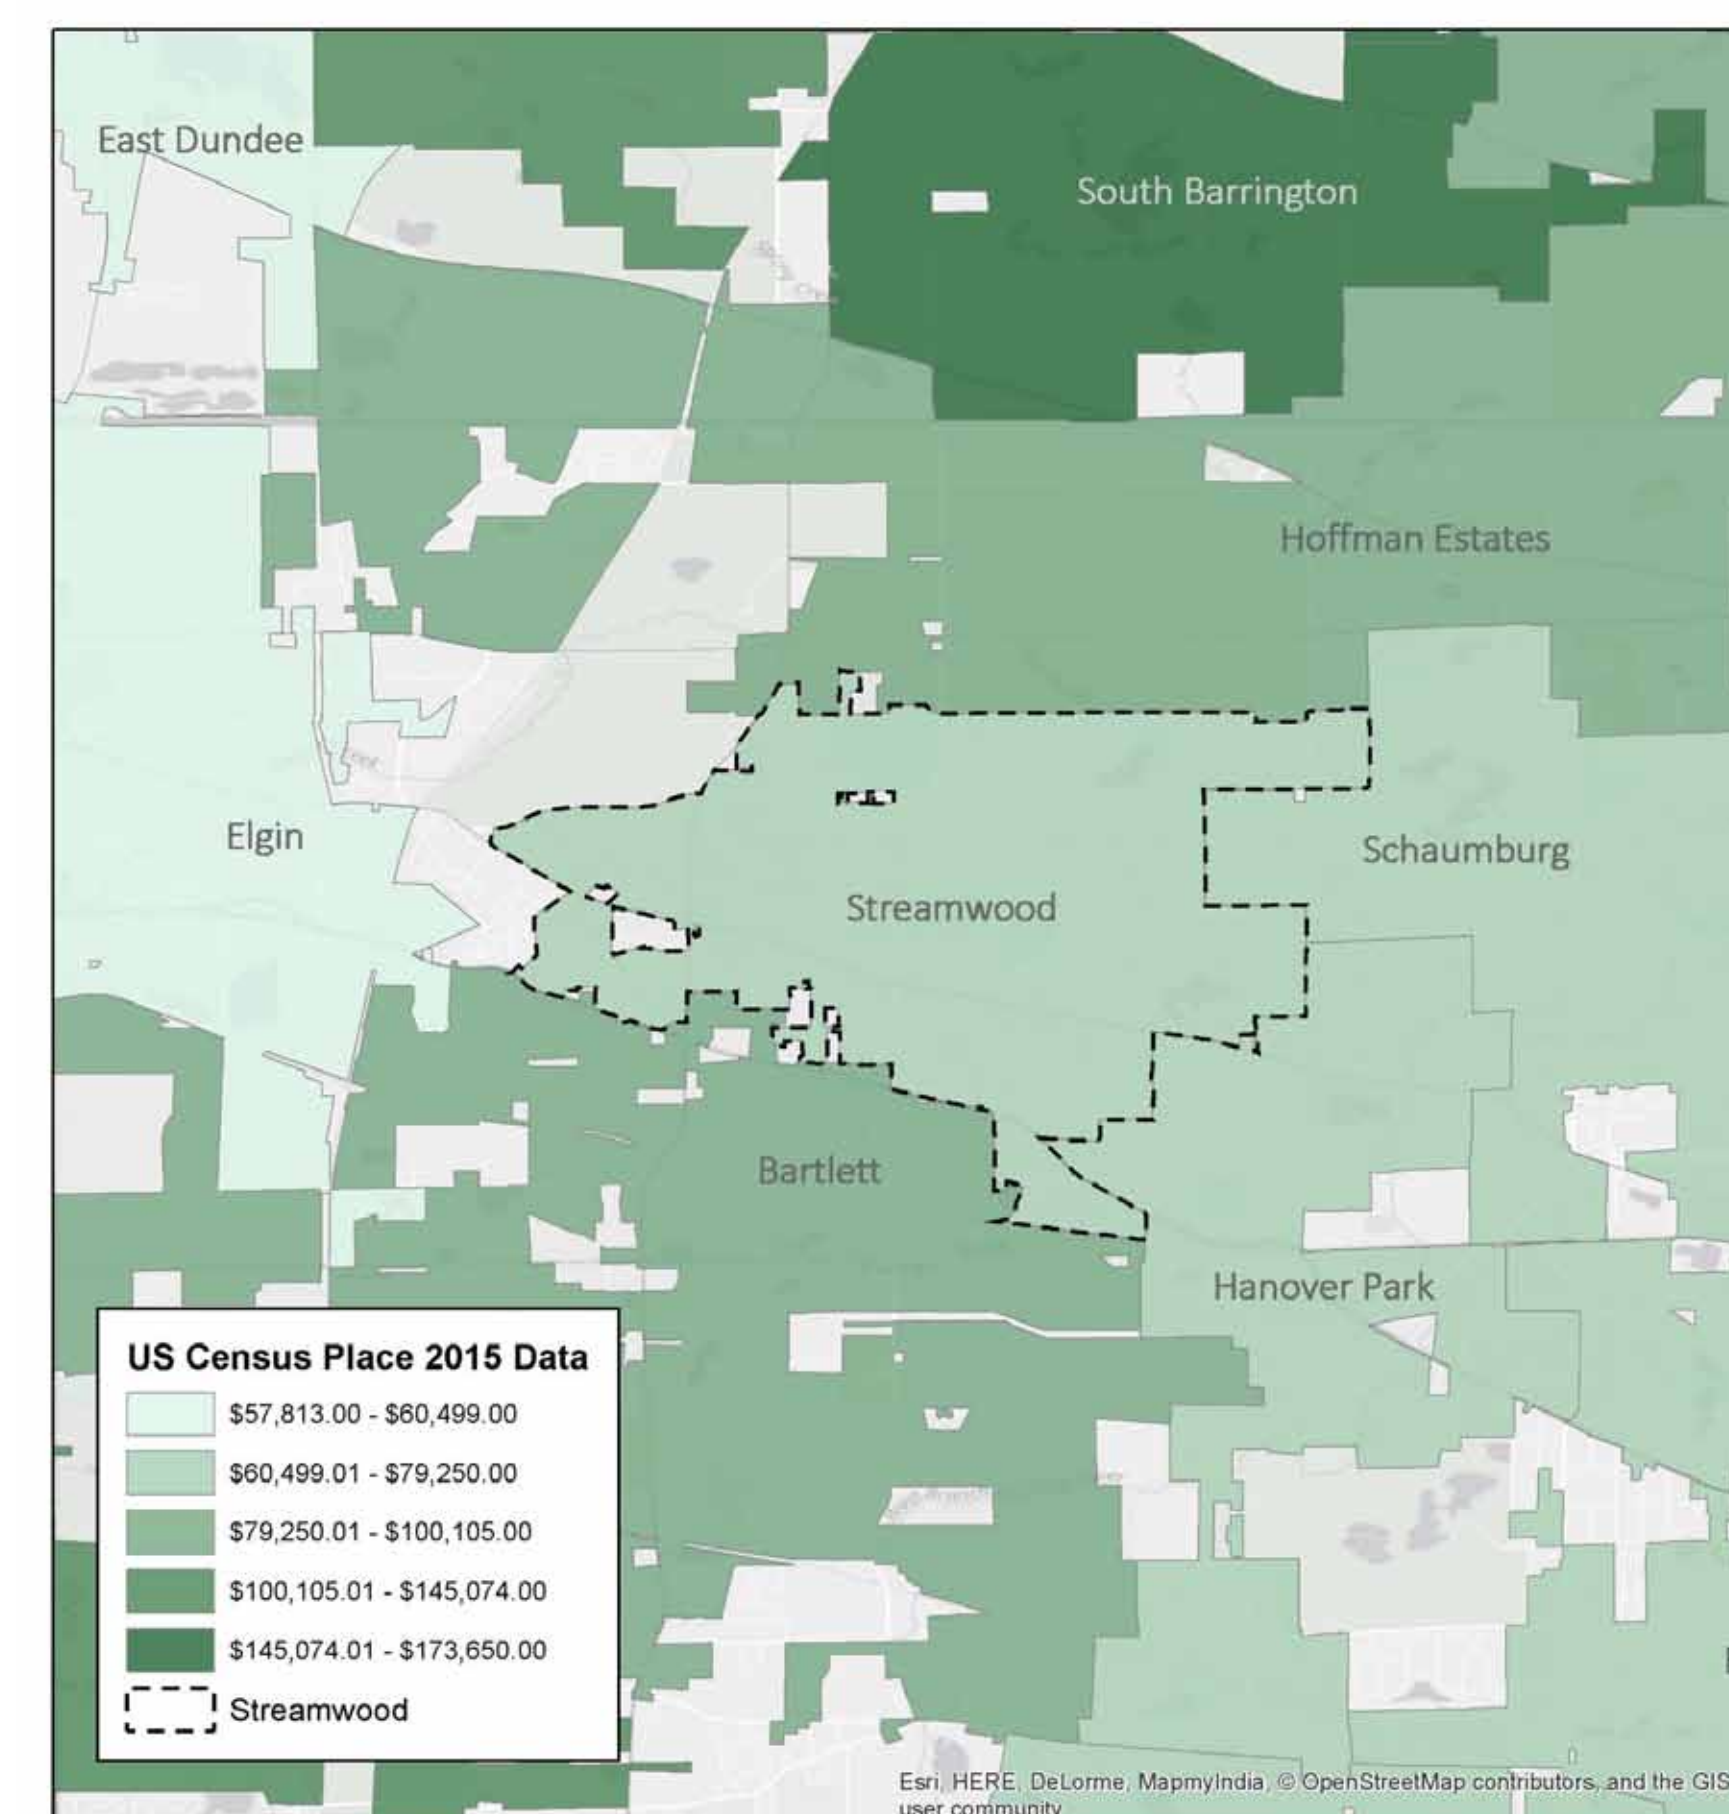 East Dundee
South Barrington
Hoffman Estates
Elgin
Schaumburg
Streamwood
Bartlett
Hanover Park
US Census Place 2015 Data
$57,813.00 - $60,499.00
$60,499.01 - $79,250.00
$79,250.01 - $100,105.00
$100,105.01 - $145,074.00
$145,074.01 - $173,650.00
Streamwood
Esri, HERE, DeLorme, MapmyIndia, © OpenStreetMap contributors, and the GIS
user community